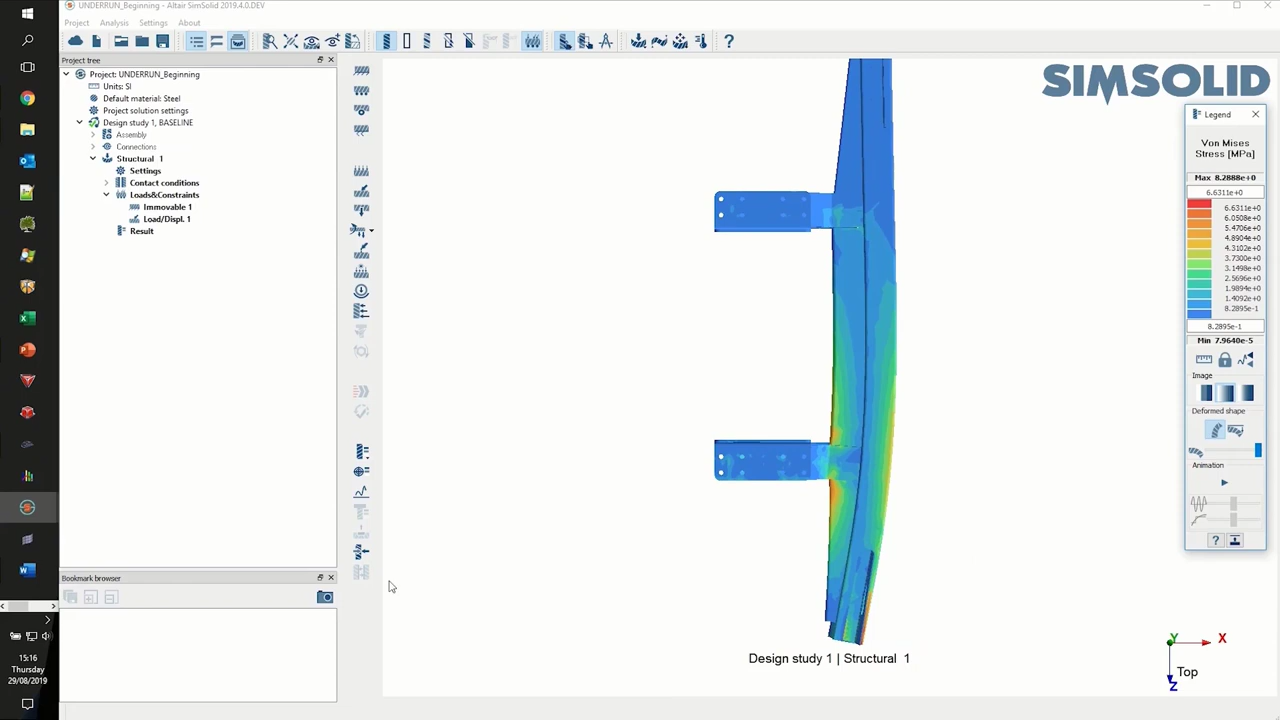 UNDERRUN_Beginning - Altair SimSolid 2019.4.0.DEV
Project Analysis Settings About
Project tree
Project: UNDERRUN_Beginning
Units: SI
Default material: Steel
Project solution settings
Design study 1, BASELINE
Assembly
Connections
Structural 1
Settings
Contact conditions
Loads&Constraints
Immovable 1
Load/Displ. 1
Result
Bookmark browser
15:16
Thursday
29/08/2019
SIMSOLID
Legend
Von Mises
Stress [MPa]
Max 8.2888e+0
6.6311e+0
6.6311e+0
6.0508e+0
5.4706e+0
4.8904e+0
4.3102e+0
3.7300e+0
3.1498e+0
2.5696e+0
1.9894e+0
1.4092e+0
8.2895e-1
8.2895e-1
Min 7.9640e-5
Image
Deformed shape
Animation
Design study 1 | Structural 1
Y
X
Top
Z